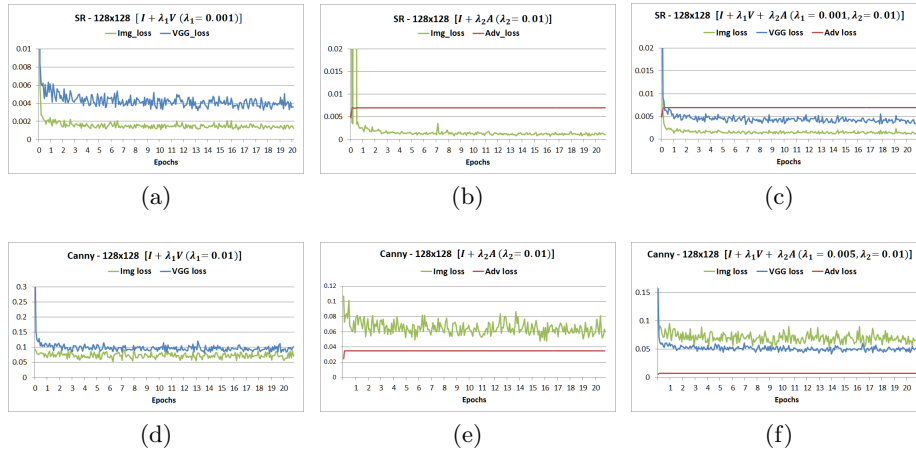 SR - 128x128 [I + λ₁V (λ₁= 0.001)]
Img_loss VGG_loss
0.01
0.008
0.006
0.004
0.002
0
0 1 2 3 4 5 6 7 8 9 10 11 12 13 14 15 16 17 18 19 20
Epochs
(a)
SR - 128x128 [I + λ₂A (λ₂= 0.01)]
Img_loss Adv_loss
0.02
0.015
0.01
0.005
0
0 1 2 3 4 5 6 7 8 9 10 11 12 13 14 15 16 17 18 19 20
Epochs
(b)
SR - 128x128 [I + λ₁V + λ₂A (λ₁ = 0.001, λ₂= 0.01)]
Img loss VGG loss Adv loss
0.02
0.015
0.01
0.005
0
0 1 2 3 4 5 6 7 8 9 10 11 12 13 14 15 16 17 18 19 20
Epochs
(c)
Canny - 128x128 [I + λ₁V (λ₁= 0.01)]
Img loss VGG loss
0.3
0.25
0.2
0.15
0.1
0.05
0
0 1 2 3 4 5 6 7 8 9 10 11 12 13 14 15 16 17 18 19 20
Epochs
(d)
Canny - 128x128 [I + λ₂A (λ₂= 0.01)]
Img loss Adv loss
0.12
0.1
0.08
0.06
0.04
0.02
0
1 2 3 4 5 6 7 8 9 10 11 12 13 14 15 16 17 18 19 20
Epochs
(e)
Canny - 128x128 [I + λ₁V + λ₂A (λ₁ = 0.005, λ₂= 0.01)]
Img loss VGG loss Adv loss
0.15
0.1
0.05
0
1 2 3 4 5 6 7 8 9 10 11 12 13 14 15 16 17 18 19 20
Epochs
(f)